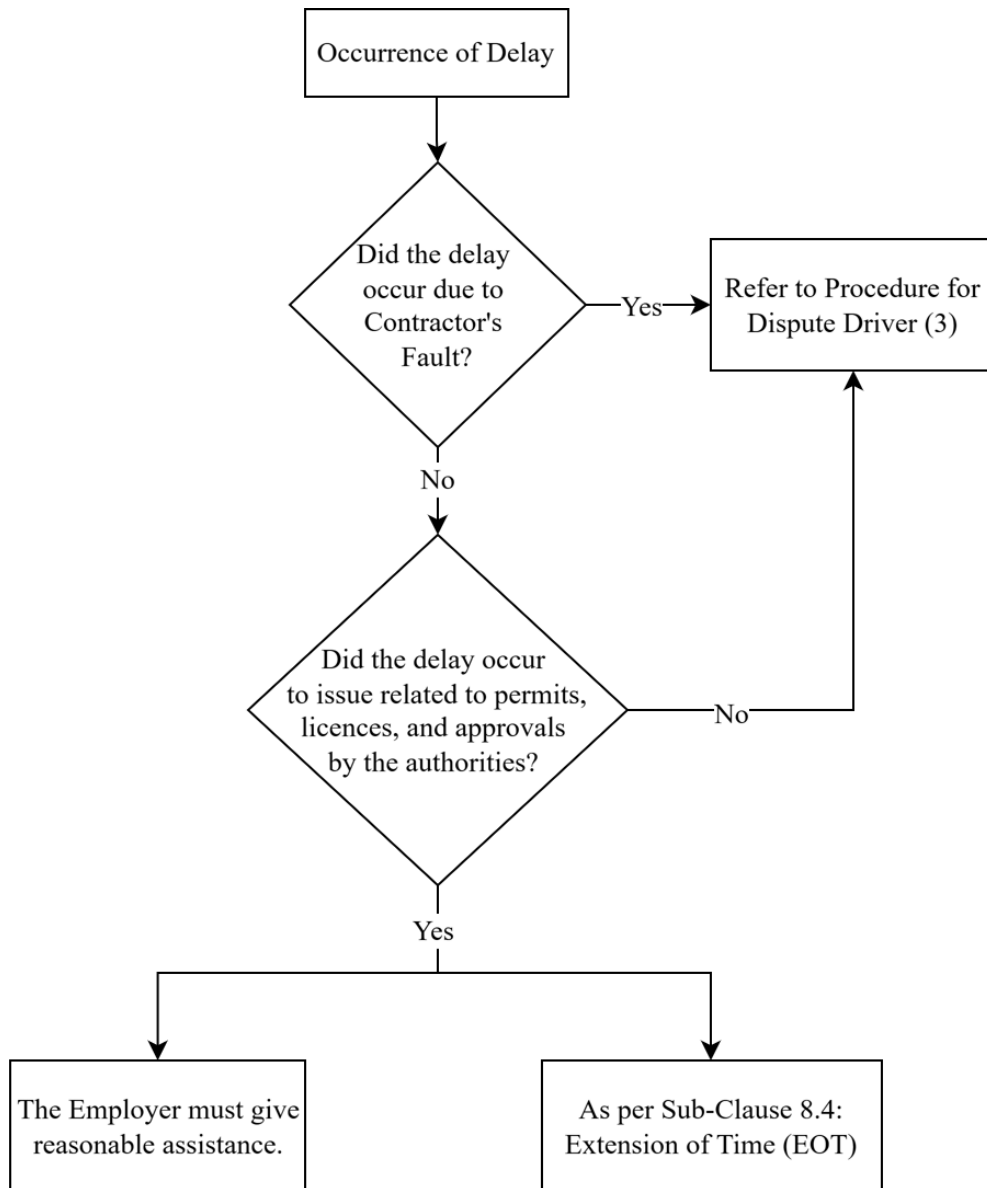 Occurrence of Delay
Did the delay
occur due to
Contractor's
Fault?
Yes
Refer to Procedure for
Dispute Driver (3)
No
Did the delay occur
to issue related to permits,
licences, and approvals
by the authorities?
No
Yes
The Employer must give
reasonable assistance.
As per Sub-Clause 8.4:
Extension of Time (EOT)